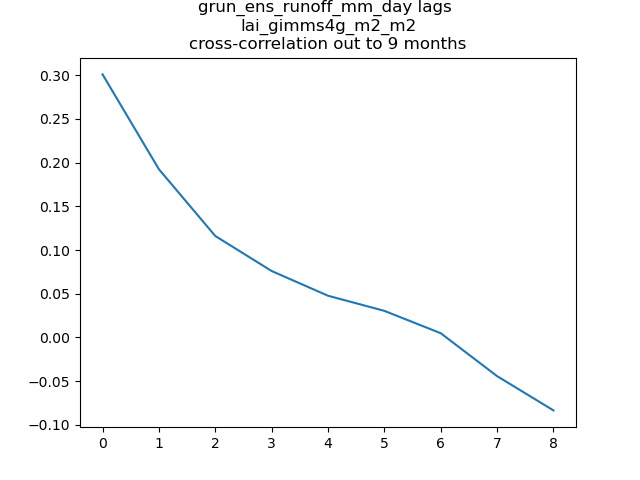 grun_ens_runoff_mm_day lags
lai_gimms4g_m2_m2
cross-correlation out to 9 months
0.30
0.25
0.20
0.15
0.10
0.05
0.00
−0.05
−0.10
0 1 2 3 4 5 6 7 8